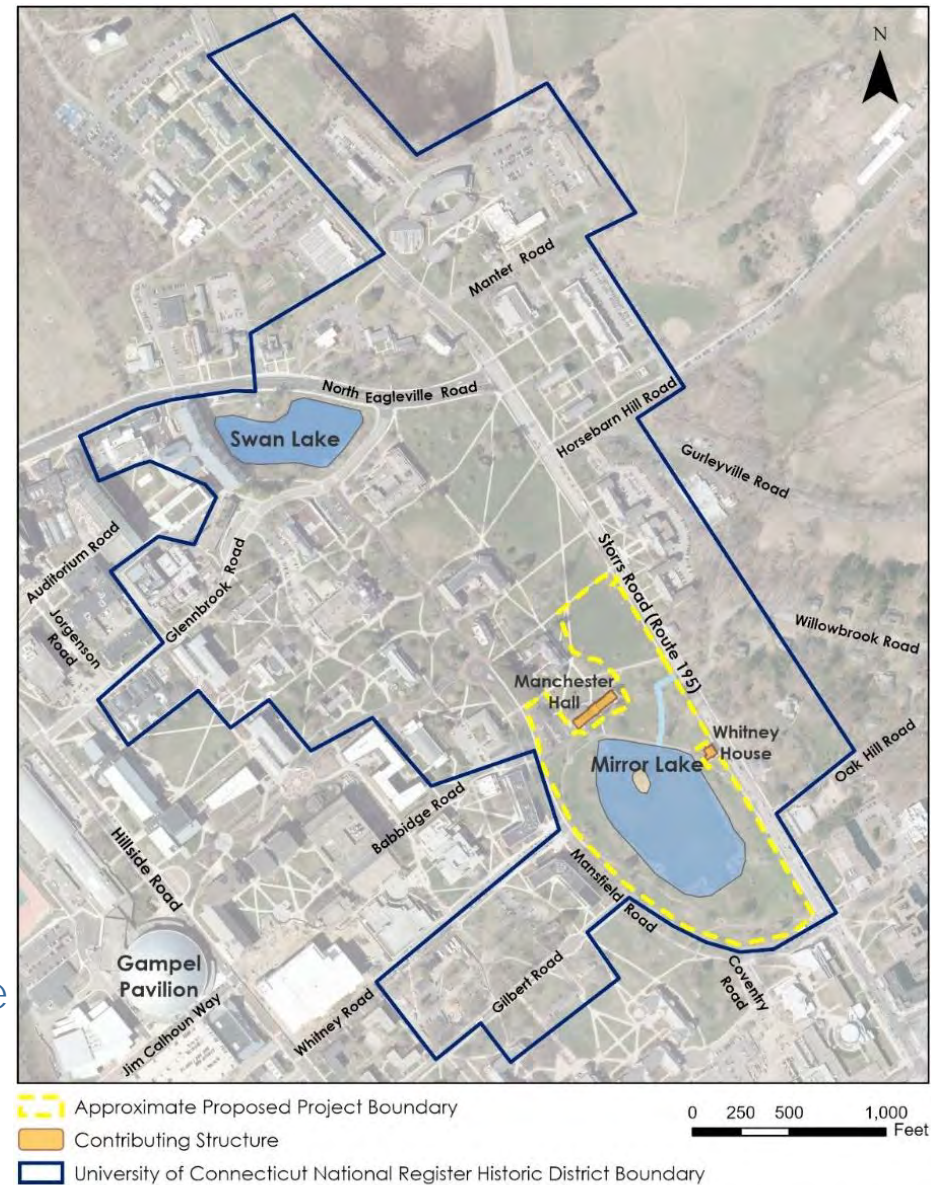 N
Manter Road
North Eagleville Road
Swan Lake
Horsebarn Hill Road
Gurleyville Road
Auditorium Road
Glennbrook Road
Storrs Road (Route 195)
Jorgenson
Road
Willowbrook Road
Manchester
Hall
Whitney
House
Mirror Lake
Oak Hill Road
Babbidge Road
Hillside Road
Mansfield Road
Gampel
Pavilion
Gilbert Road
Coventry
Road
Whitney Road
Jim Calhoun Way
e
Approximate Proposed Project Boundary
Contributing Structure
University of Connecticut National Register Historic District Boundary
0 250 500 1,000
Feet